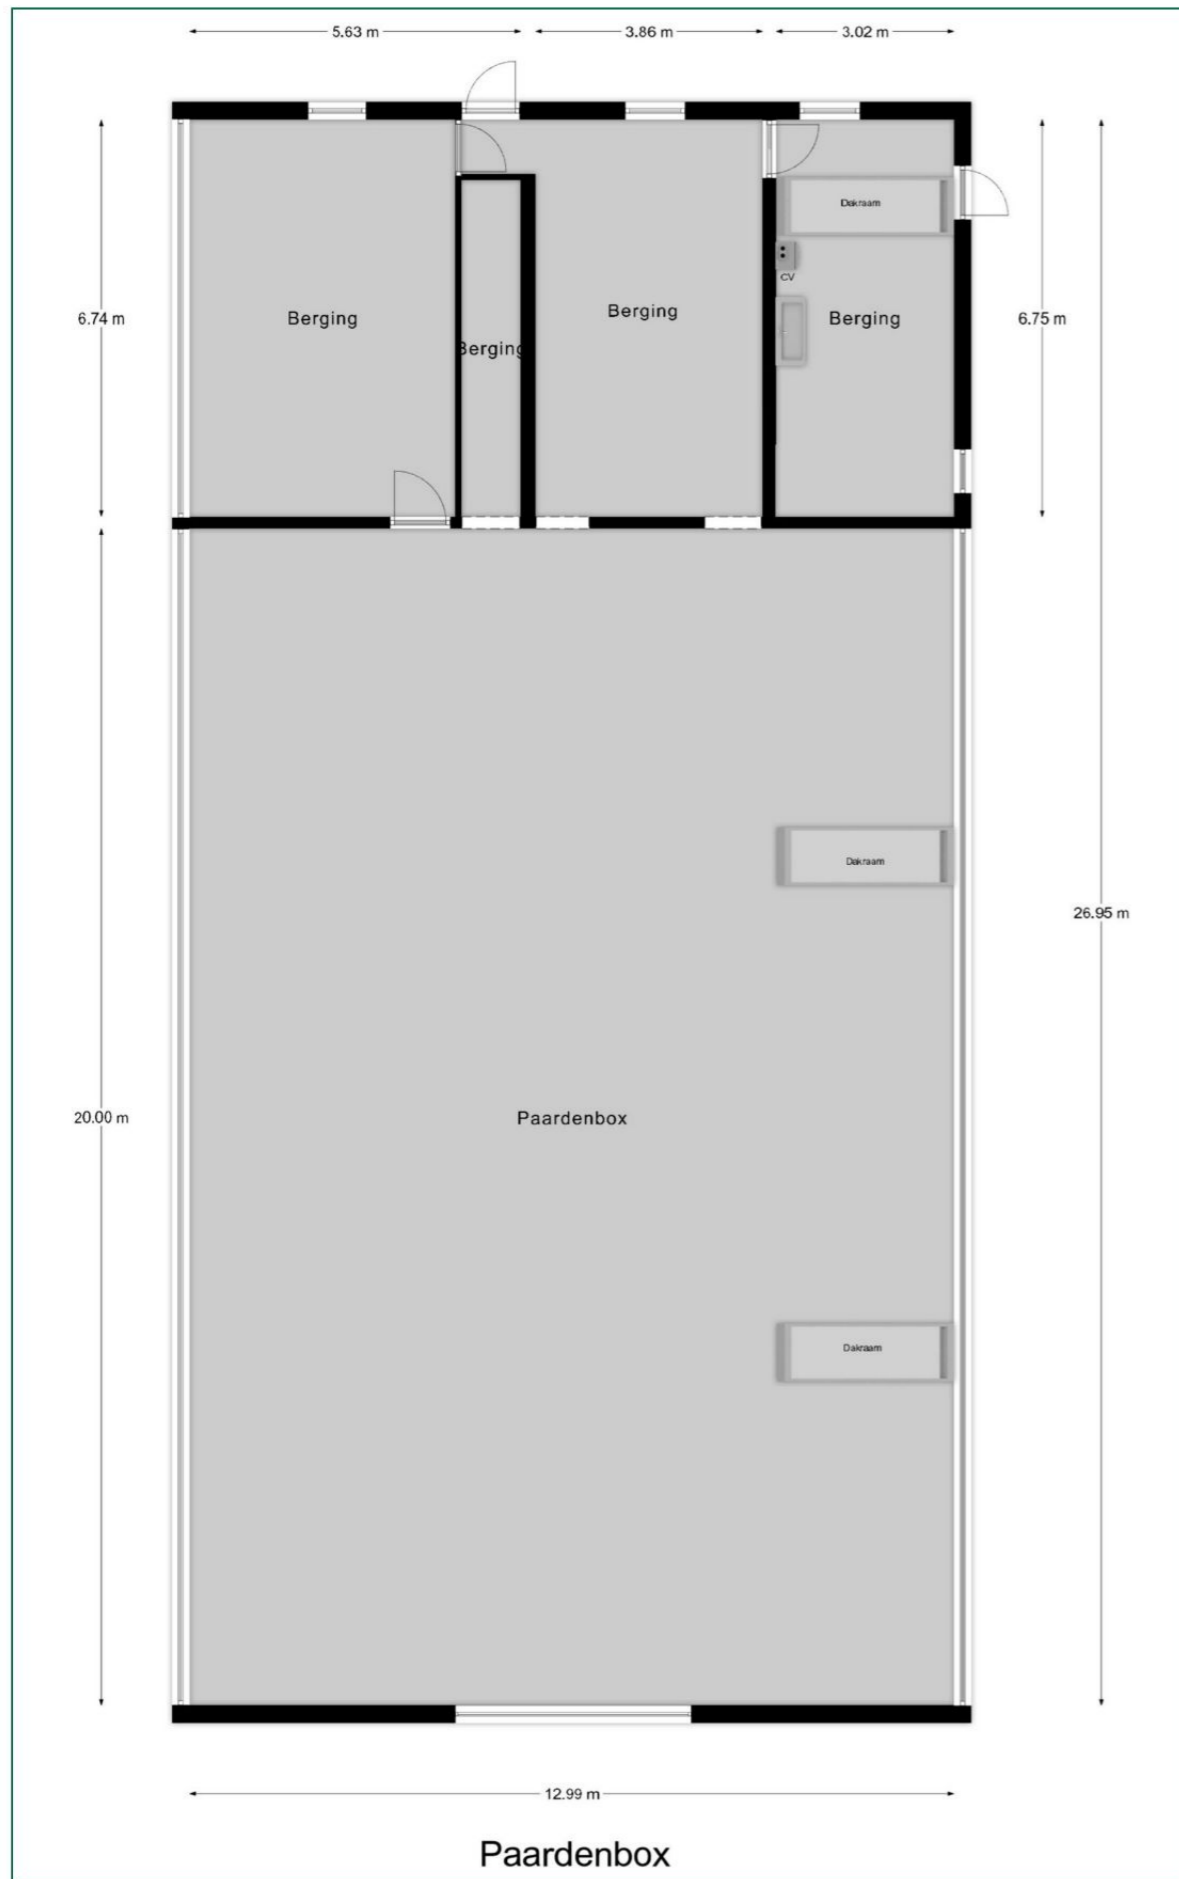 5.63 m
3.86 m
3.02 m
Dakraam
CV
6.74 m
Berging
Berging
Berging
Berging
6.75 m
Dakraam
26.95 m
20.00 m
Paardenbox
Dakraam
12.99 m
Paardenbox